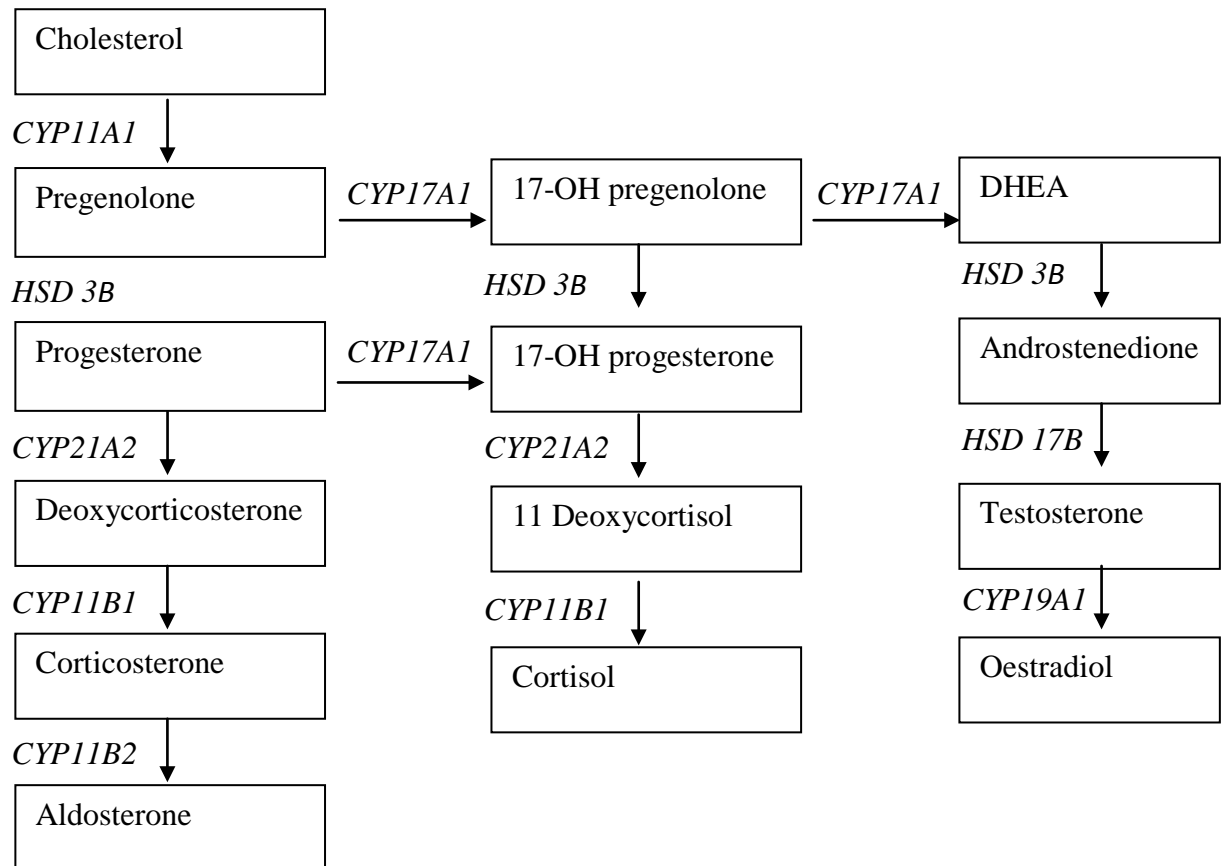 Cholesterol
CYP11A1
Pregenolone
CYP17A1
17-OH pregenolone
CYP17A1
DHEA
HSD 3B
HSD 3B
HSD 3B
Progesterone
CYP17A1
17-OH progesterone
Androstenedione
CYP21A2
CYP21A2
HSD 17B
Deoxycorticosterone
11 Deoxycortisol
Testosterone
CYP11B1
CYP11B1
CYP19A1
Corticosterone
Cortisol
Oestradiol
CYP11B2
Aldosterone